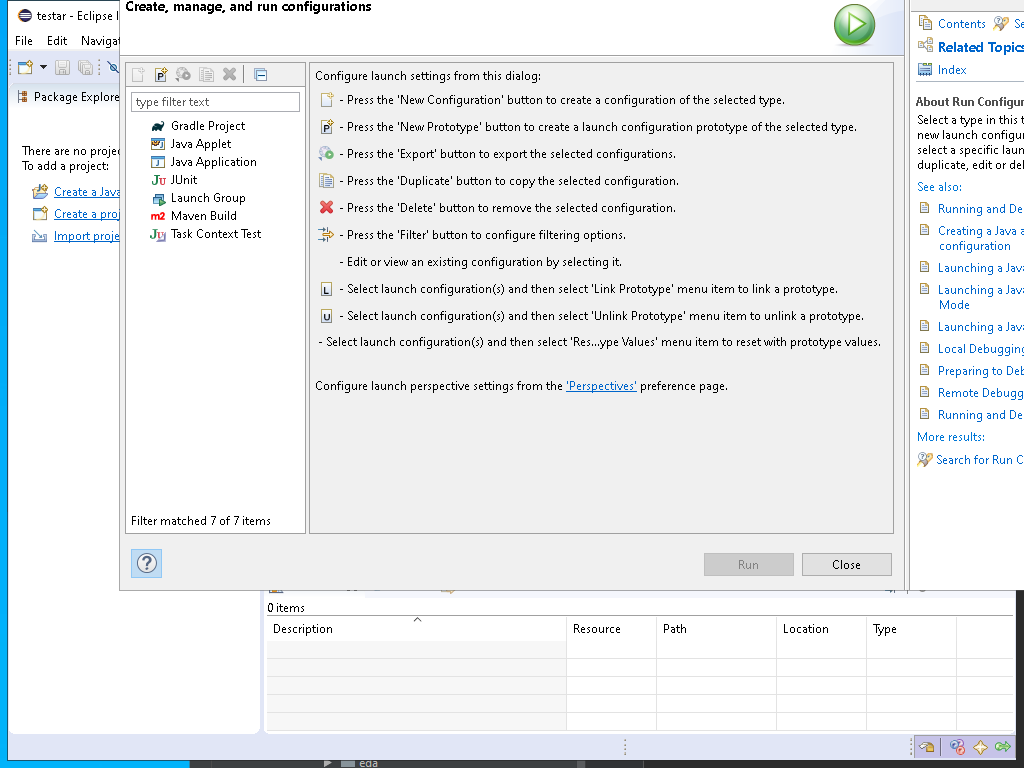 testar - Eclipse I
File Edit Navigat
Package Explore
There are no projec
To add a project:
Create a Java
Create a proj
Import proje
Create, manage, and run configurations
type filter text
Gradle Project
Java Applet
Java Application
JUnit
Launch Group
Maven Build
Task Context Test
Filter matched 7 of 7 items
Configure launch settings from this dialog:
- Press the 'New Configuration' button to create a configuration of the selected type.
- Press the 'New Prototype' button to create a launch configuration prototype of the selected type.
- Press the 'Export' button to export the selected configurations.
- Press the 'Duplicate' button to copy the selected configuration.
- Press the 'Delete' button to remove the selected configuration.
- Press the 'Filter' button to configure filtering options.
- Edit or view an existing configuration by selecting it.
- Select launch configuration(s) and then select 'Link Prototype' menu item to link a prototype.
- Select launch configuration(s) and then select 'Unlink Prototype' menu item to unlink a prototype.
- Select launch configuration(s) and then select 'Res...ype Values' menu item to reset with prototype values.
Configure launch perspective settings from the 'Perspectives' preference page.
Run Close
Contents Se
Related Topics
Index
About Run Configur
Select a type in this t
new launch configu
select a specific laun
duplicate, edit or del
See also:
Running and De
Creating a Java a
configuration
Launching a Jav
Launching a Java
Mode
Launching a Java
Local Debugging
Preparing to Deb
Remote Debugg
Running and De
More results:
Search for Run C
0 items
Description Resource Path Location Type
eda